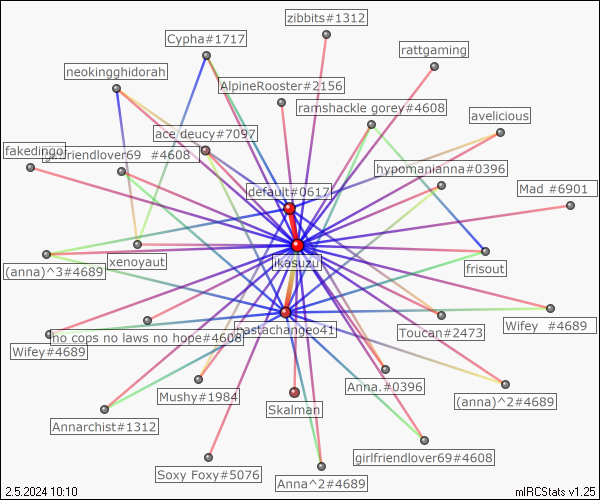 zibbits#1312
Cypha#1717
rattgaming
neokingghidorah
AlpineRooster#2156
ramshackle gorey#4608
avelicious
ace deucy#7097
fakedingo
girlfriendlover69 #4608
hypomanianna#0396
default#0617
Mad #6901
xenoyaut
ikasuzu
frisout
(anna)^3#4689
pastachangeo41
Toucan#2473
Wifey #4689
no cops no laws no hope#4608
Wifey#4689
Mushy#1984
Anna.#0396
(anna)^2#4689
Skalman
Annarchist#1312
girlfriendlover69#4608
Soxy Foxy#5076
Anna^2#4689
2.5.2024 10:10
mIRCStats v1.25